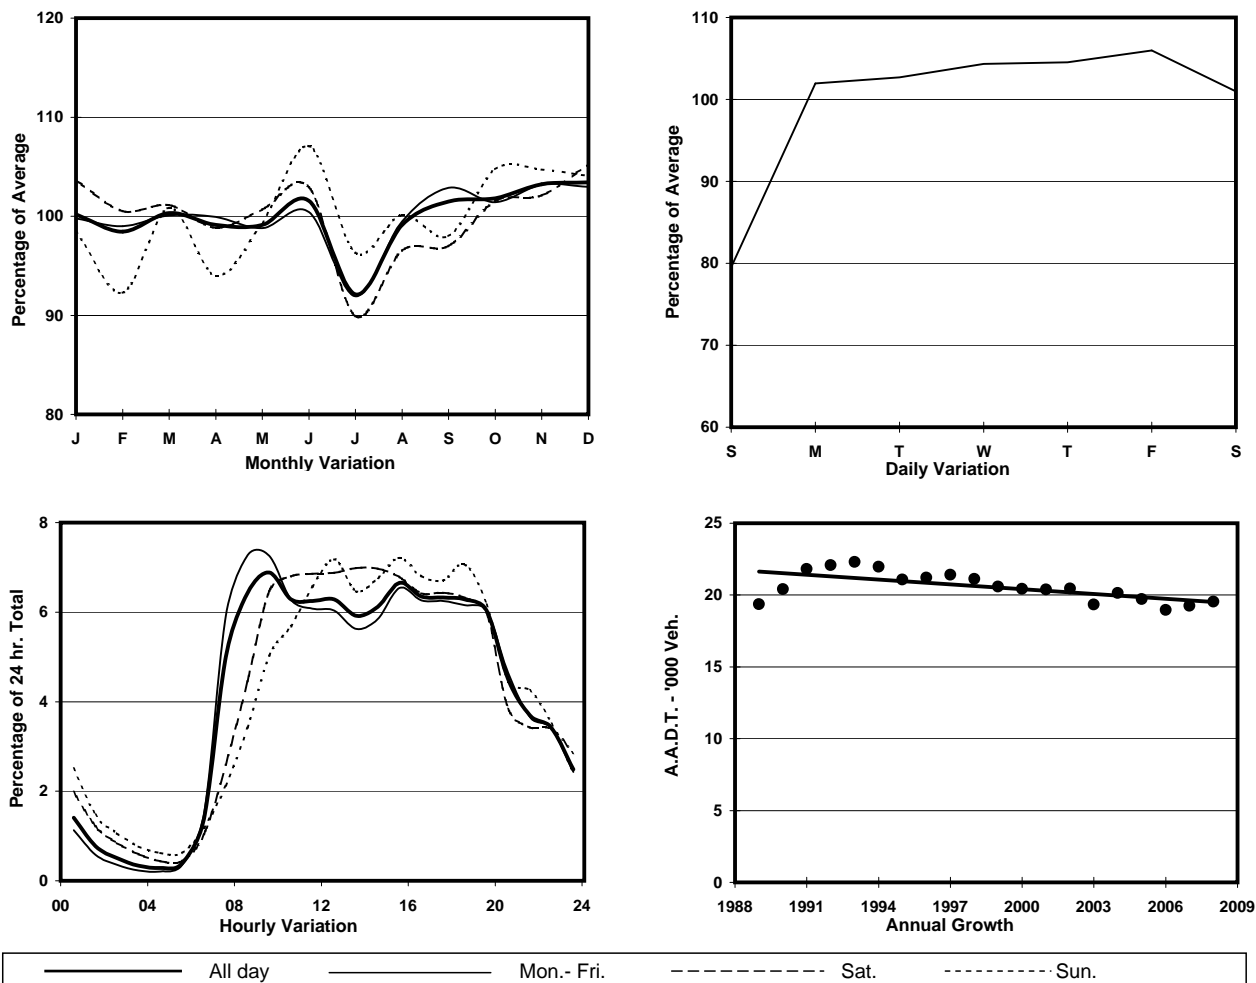 120
110
100
90
80
Percentage of Average
J F M A M J J A S O N D
Monthly Variation
110
100
90
80
70
60
Percentage of Average
S M T W T F S
Daily Variation
8
6
4
2
0
Percentage of 24 hr. Total
00 04 08 12 16 20 24
Hourly Variation
25
20
15
10
5
0
A.A.D.T. - '000 Veh.
1988 1991 1994 1997 2000 2003 2006 2009
Annual Growth
All day Mon.- Fri. Sat. Sun.